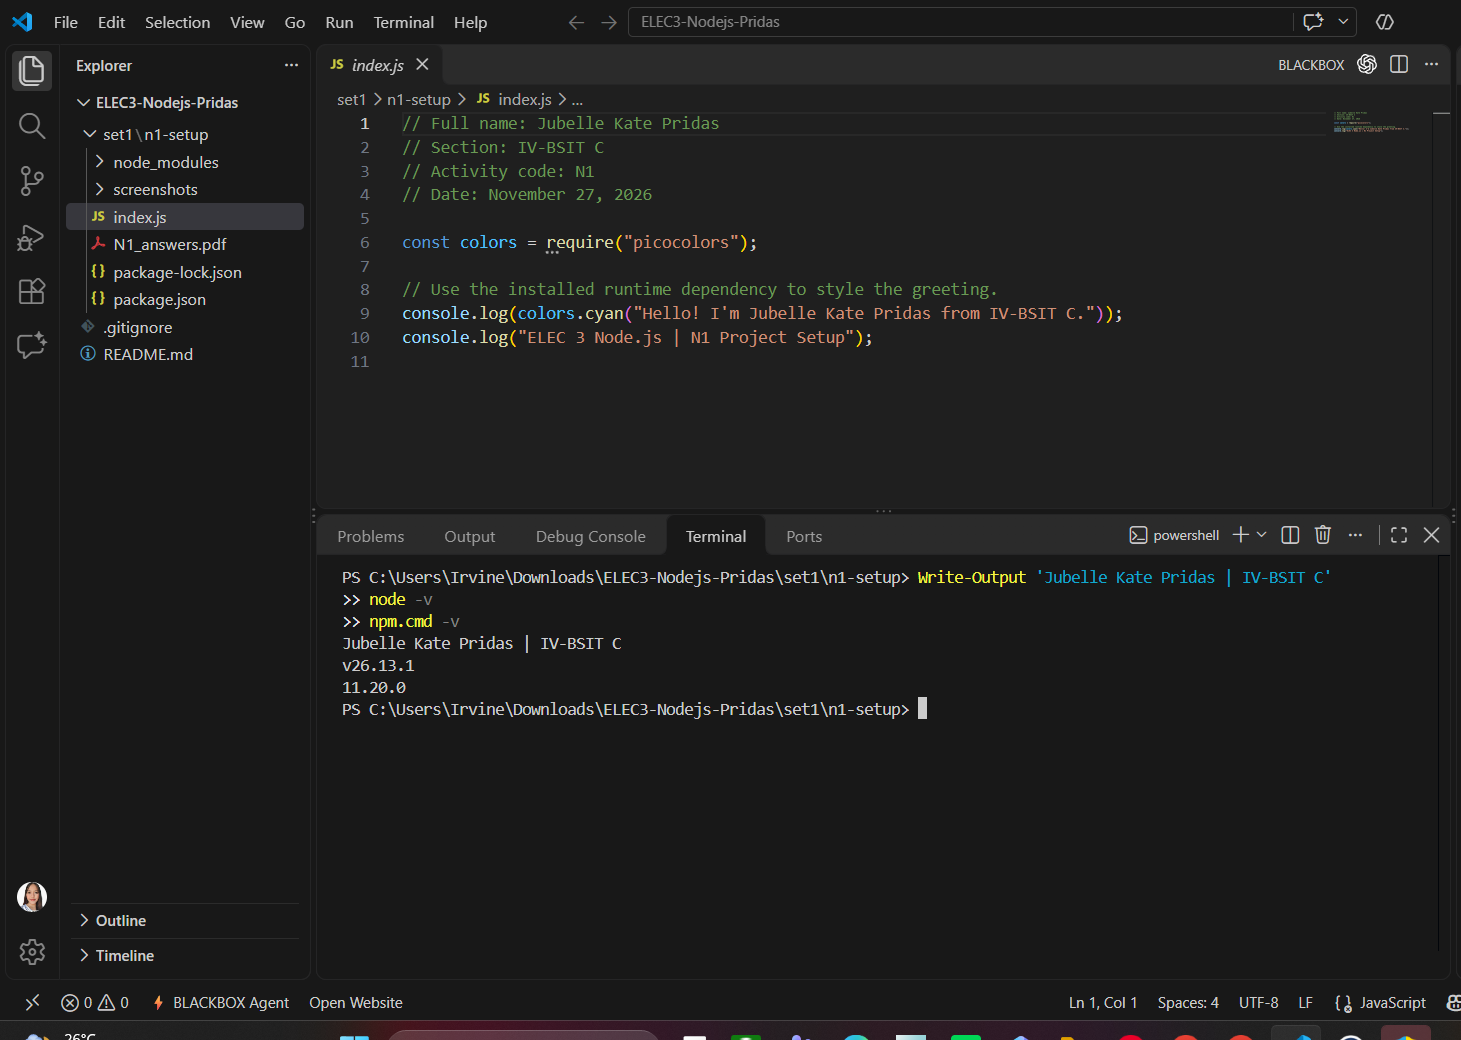 File Edit Selection View Go Run Terminal Help
ELEC3-Nodejs-Pridas
Explorer
ELEC3-Nodejs-Pridas
set1\n1-setup
node_modules
screenshots
JS index.js
N1_answers.pdf
{} package-lock.json
{} package.json
.gitignore
README.md
Outline
Timeline
JS index.js
BLACKBOX
set1 > n1-setup > JS index.js > ...
1 // Full name: Jubelle Kate Pridas
2 // Section: IV-BSIT C
3 // Activity code: N1
4 // Date: November 27, 2026
5
6 const colors = require("picocolors");
7
8 // Use the installed runtime dependency to style the greeting.
9 console.log(colors.cyan("Hello! I'm Jubelle Kate Pridas from IV-BSIT C."));
10 console.log("ELEC 3 Node.js | N1 Project Setup");
11
Problems Output Debug Console Terminal Ports
powershell
PS C:\Users\Irvine\Downloads\ELEC3-Nodejs-Pridas\set1\n1-setup> Write-Output 'Jubelle Kate Pridas | IV-BSIT C'
>> node -v
>> npm.cmd -v
Jubelle Kate Pridas | IV-BSIT C
v26.13.1
11.20.0
PS C:\Users\Irvine\Downloads\ELEC3-Nodejs-Pridas\set1\n1-setup>
0 0 BLACKBOX Agent Open Website
Ln 1, Col 1 Spaces: 4 UTF-8 LF {} JavaScript
26°C